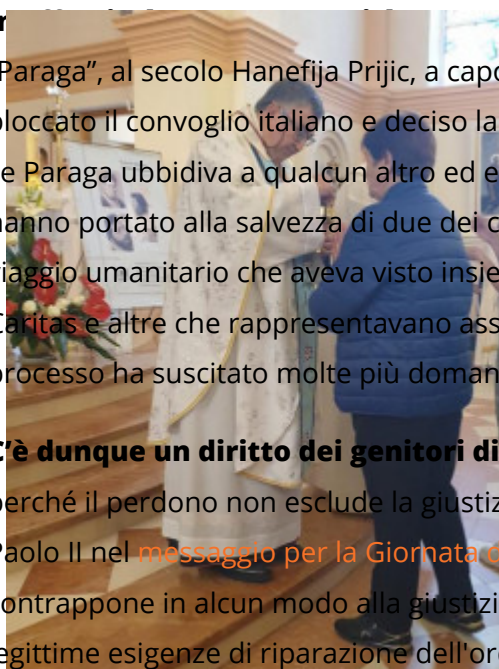 Paraga”, al secolo Hanefija Prijic, a capo
bloccato il convoglio italiano e deciso la
e Paraga ubbidiva a qualcun altro ed e
hanno portato alla salvezza di due dei c
viaggio umanitario che aveva visto insie
Caritas e altre che rappresentavano ass
processo ha suscitato molte più doman
C’è dunque un diritto dei genitori di
perché il perdono non esclude la giustiz
Paolo II nel messaggio per la Giornata d
contrappone in alcun modo alla giustizi
legittime esigenze di riparazione dell'or